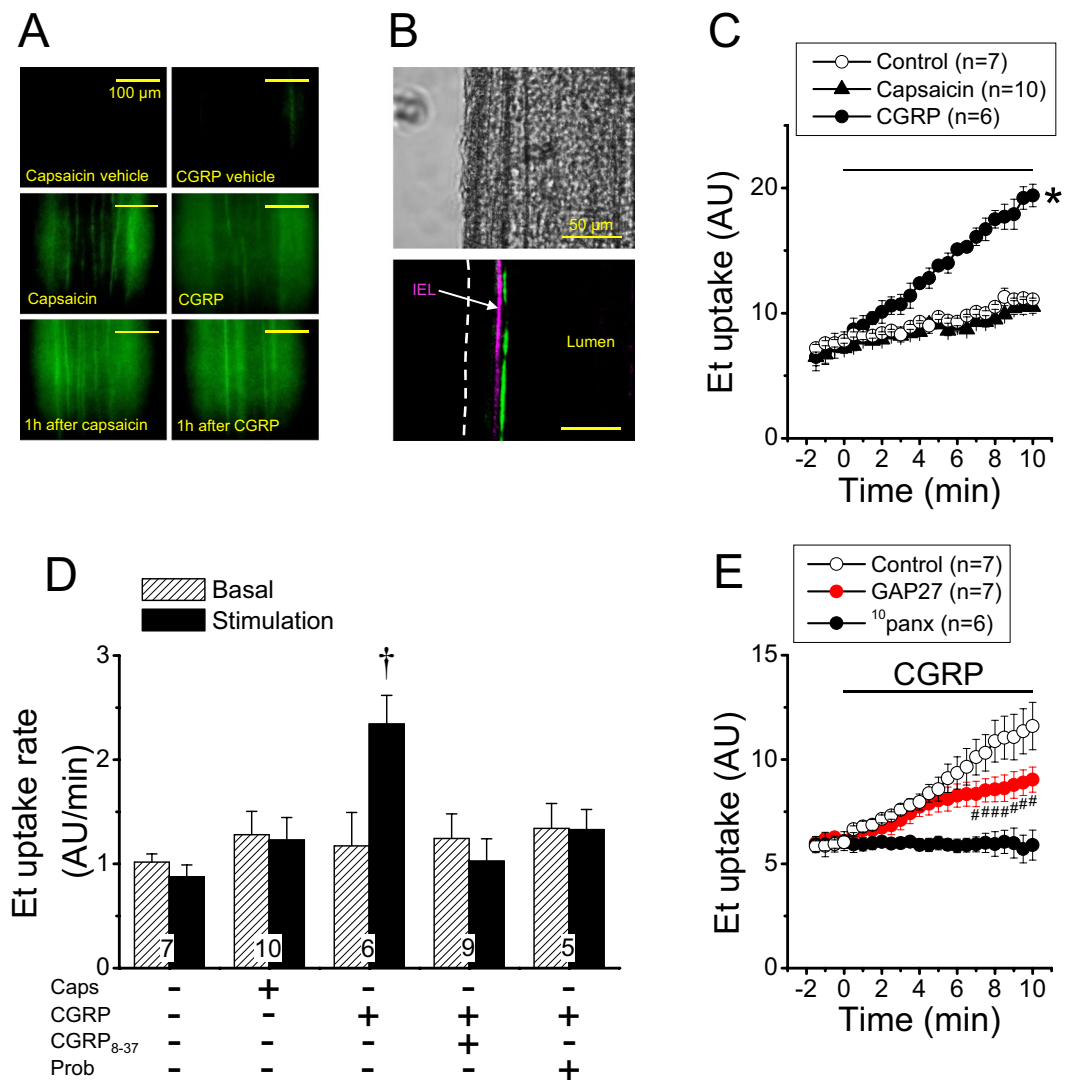 A
100 µm
Capsaicin vehicle
CGRP vehicle
Capsaicin
CGRP
1h after capsaicin
1h after CGRP
B
50 µm
IEL
Lumen
C
Control (n=7)
Capsaicin (n=10)
CGRP (n=6)
20
10
0
Et uptake (AU)
*
-2 0 2 4 6 8 10
Time (min)
D
Basal
Stimulation
3
2
1
0
Et uptake rate
(AU/min)
†
7 10 6 9 5
Caps - + - - -
CGRP - - + + +
CGRP8-37 - - - + -
Prob - - - - +
E
Control (n=7)
GAP27 (n=7)
10panx (n=6)
15
10
5
0
Et uptake (AU)
CGRP
#######
-2 0 2 4 6 8 10
Time (min)